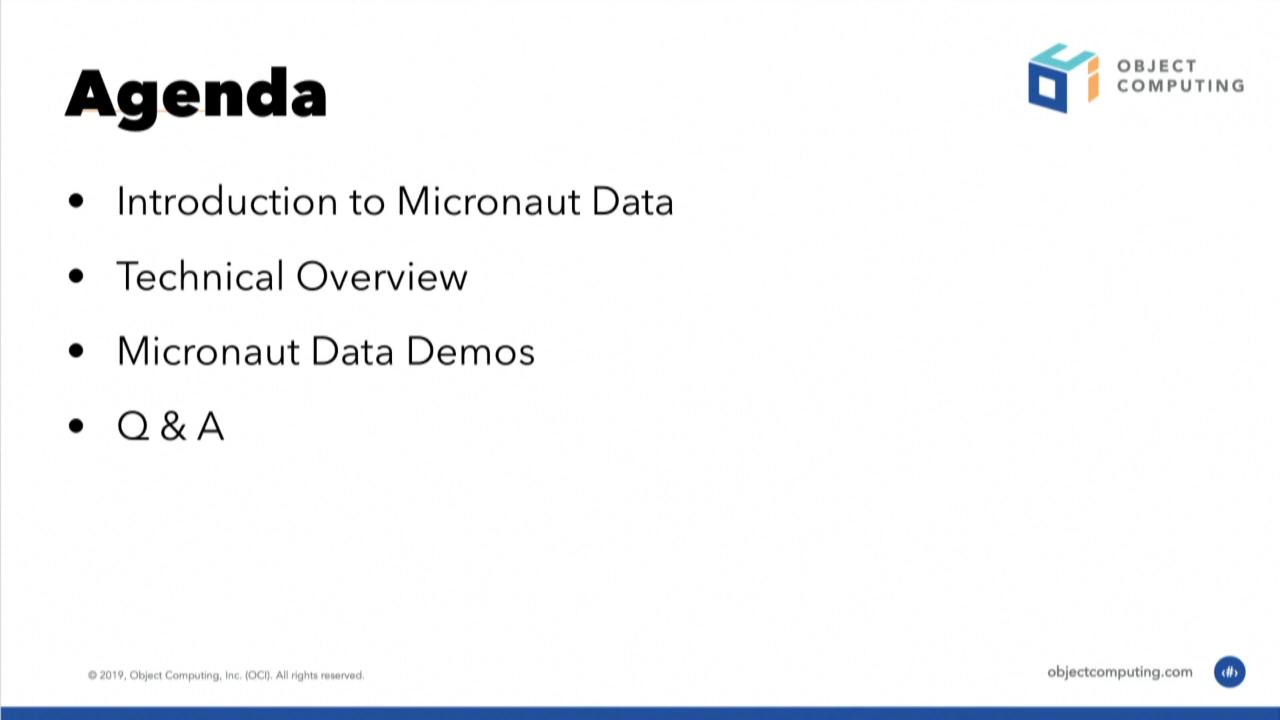 Agenda
OBJECT
COMPUTING
• Introduction to Micronaut Data
• Technical Overview
• Micronaut Data Demos
• Q & A
© 2019, Object Computing, Inc. (OCI). All rights reserved.
objectcomputing.com
‹#›